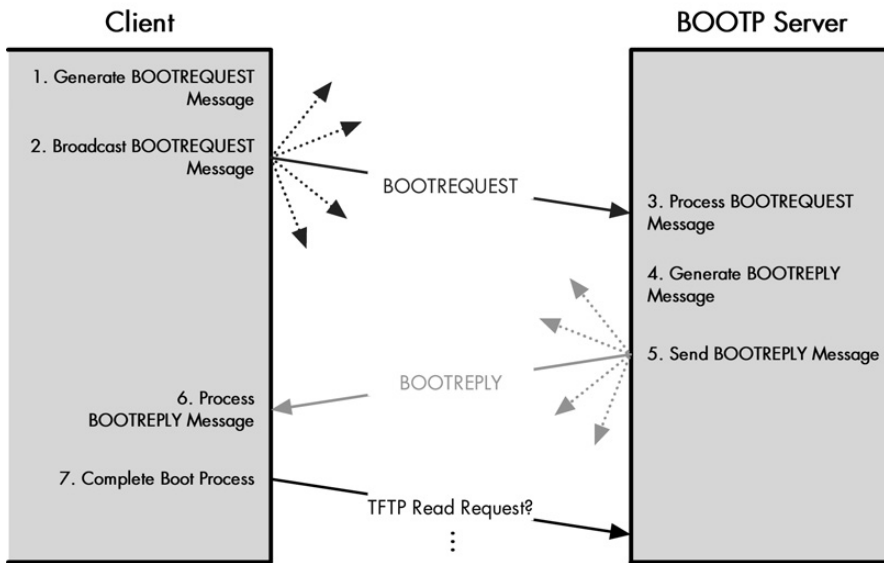 Client
BOOTP Server
1. Generate BOOTREQUEST
Message
2. Broadcast BOOTREQUEST
Message
BOOTREQUEST
3. Process BOOTREQUEST
Message
4. Generate BOOTREPLY
Message
5. Send BOOTREPLY Message
BOOTREPLY
6. Process
BOOTREPLY Message
7. Complete Boot Process
TFTP Read Request?
⋮